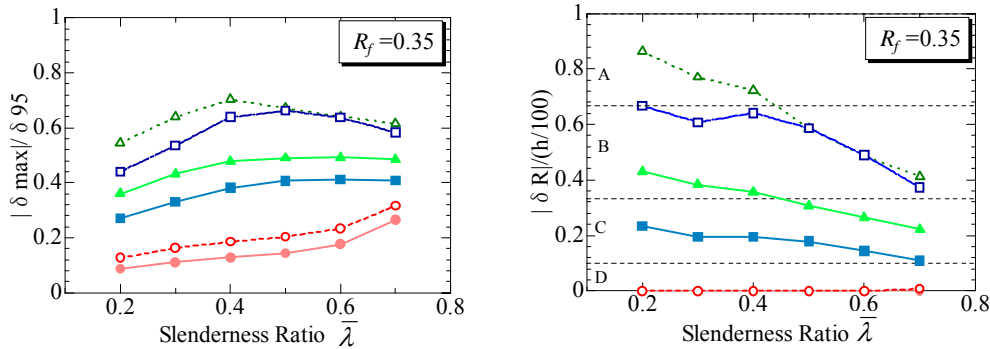 1
0.8
0.6
0.4
0.2
0
| δ max|/ δ 95
R_f =0.35
0.2 0.4 0.6 0.8
Slenderness Ratio λ̅
1
0.8
0.6
0.4
0.2
0
| δ R|/(h/100)
R_f =0.35
A
B
C
D
0.2 0.4 0.6 0.8
Slenderness Ratio λ̅